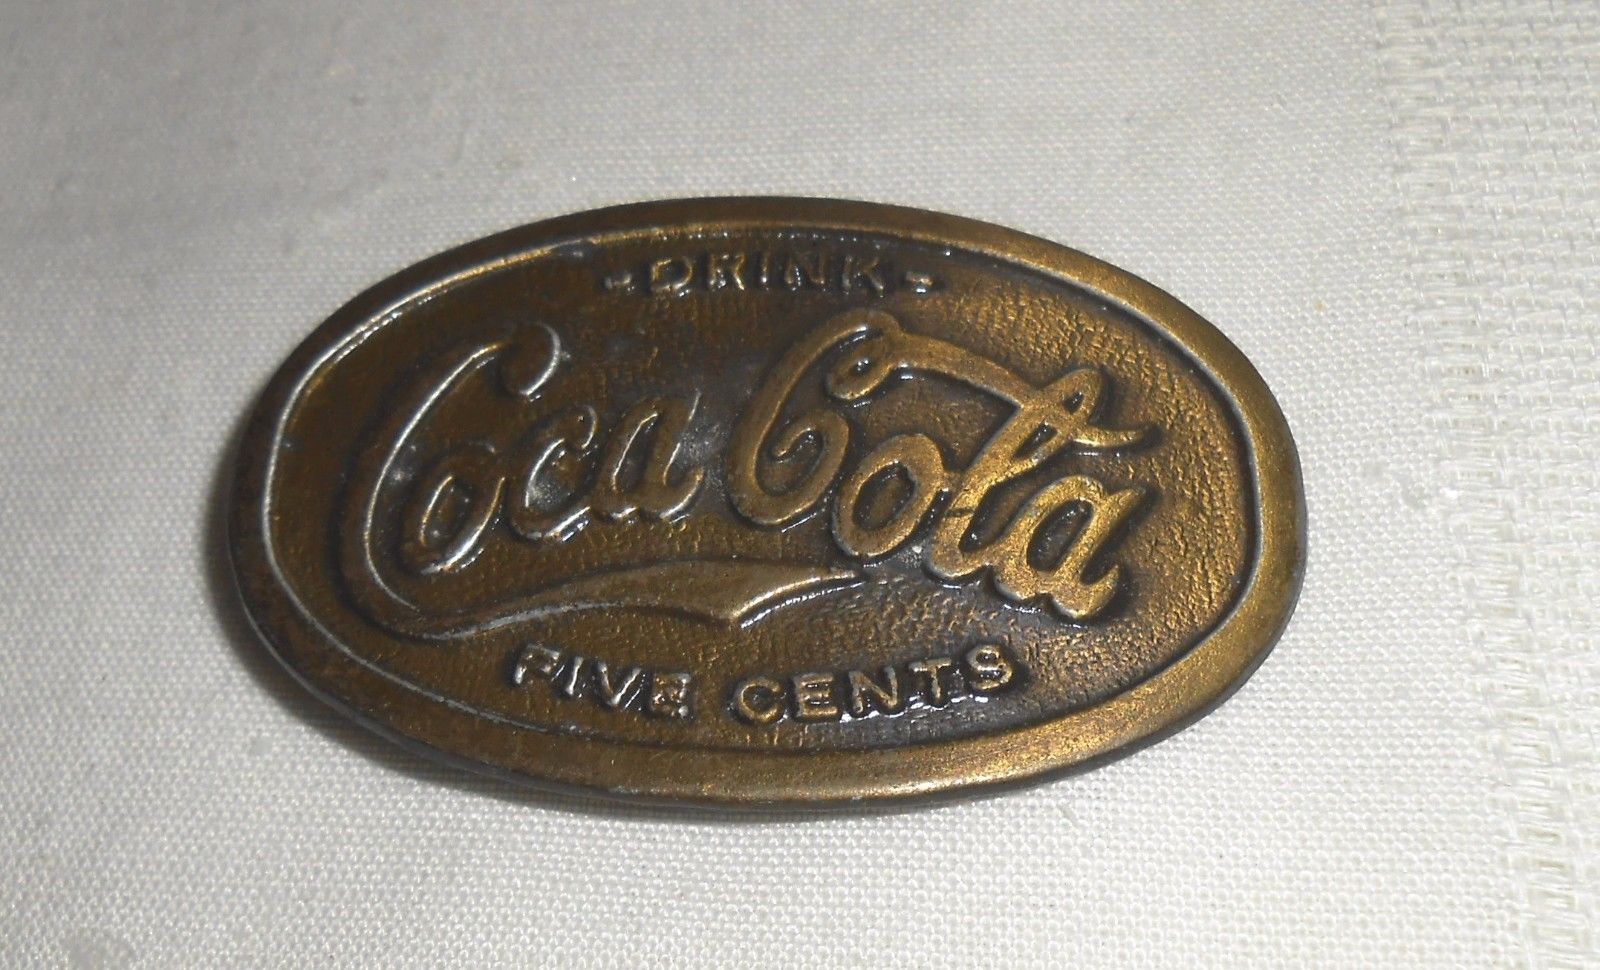 -DRINK-
Coca Cola
FIVE CENTS